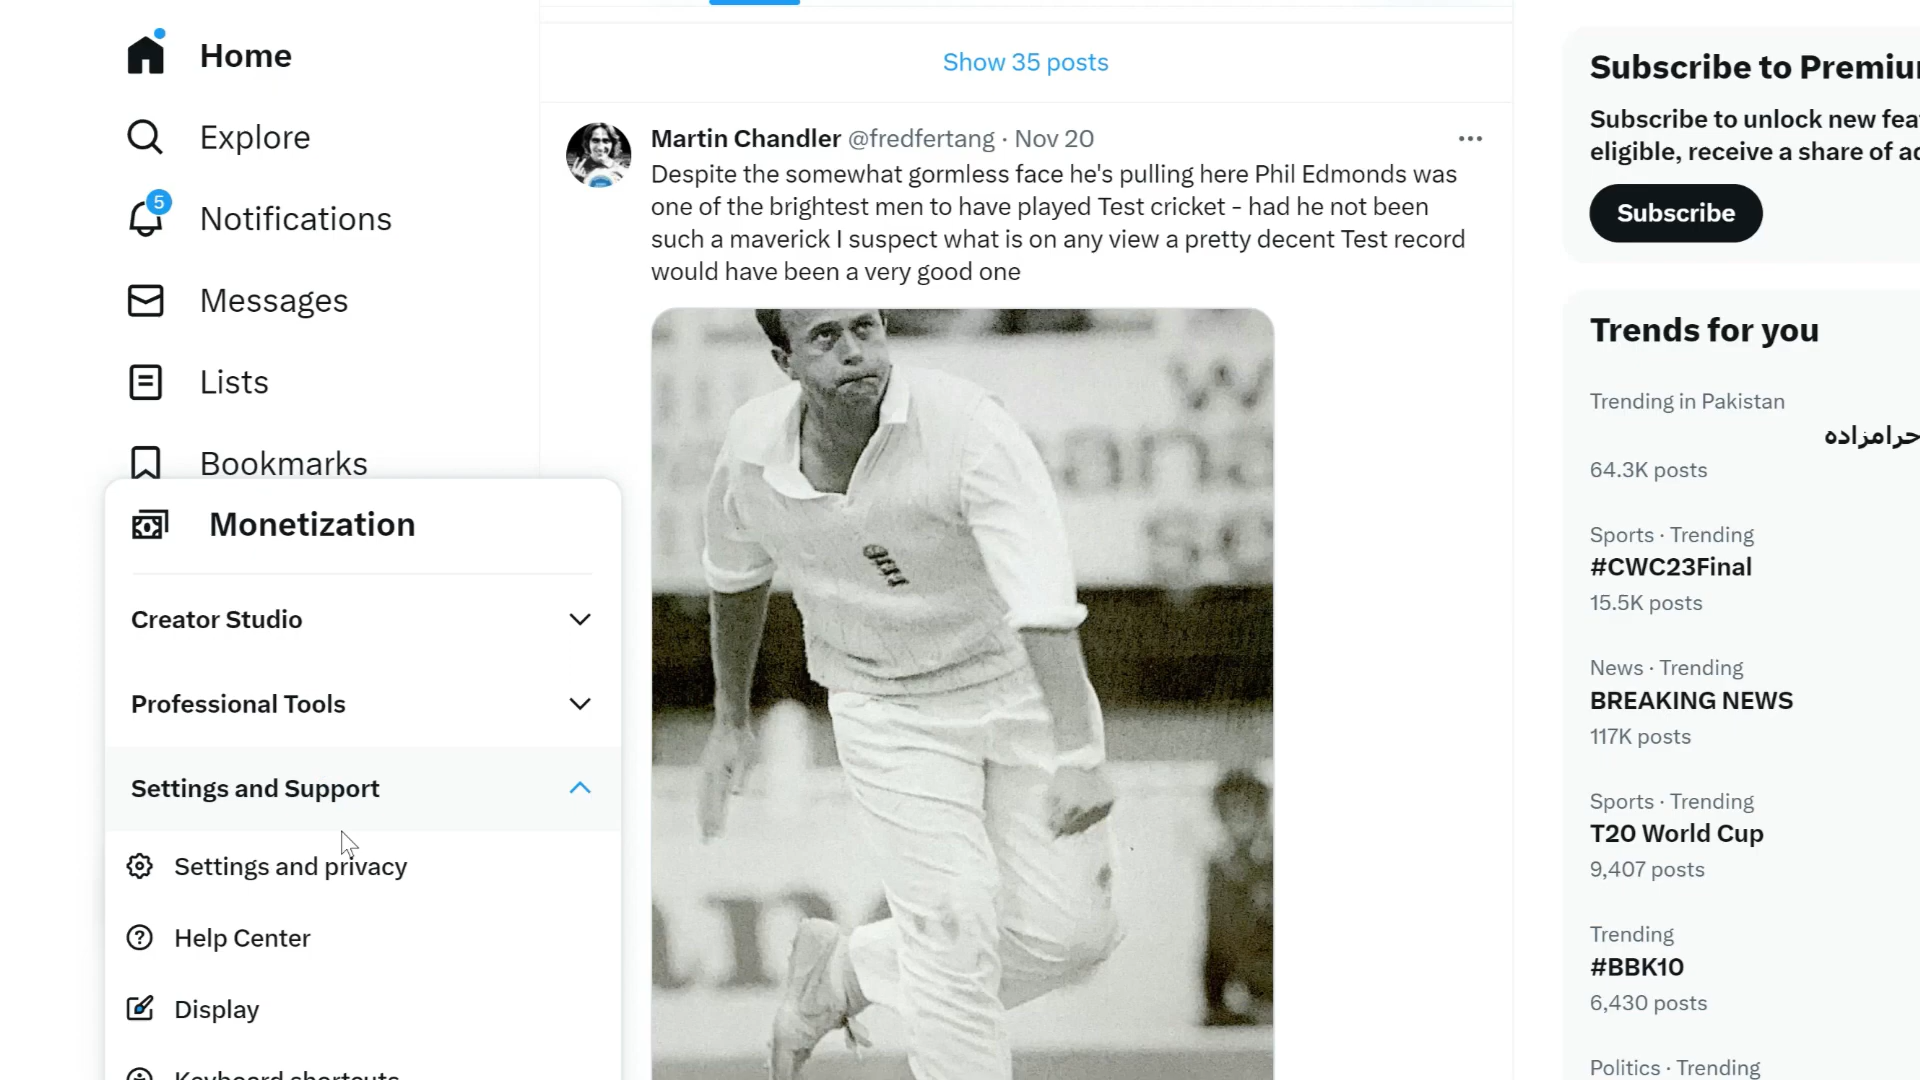 Home
Explore
5
Notifications
Messages
Lists
Bookmarks
Monetization
Creator Studio
Professional Tools
Settings and Support
Settings and privacy
Help Center
Display
Keyboard shortcuts
Show 35 posts
Martin Chandler @fredfertang · Nov 20
Despite the somewhat gormless face he's pulling here Phil Edmonds was
one of the brightest men to have played Test cricket - had he not been
such a maverick I suspect what is on any view a pretty decent Test record
would have been a very good one
Subscribe to Premiu
Subscribe to unlock new fea
eligible, receive a share of a
Subscribe
Trends for you
Trending in Pakistan
حرامزادہ
64.3K posts
Sports · Trending
#CWC23Final
15.5K posts
News · Trending
BREAKING NEWS
117K posts
Sports · Trending
T20 World Cup
9,407 posts
Trending
#BBK10
6,430 posts
Politics · Trending